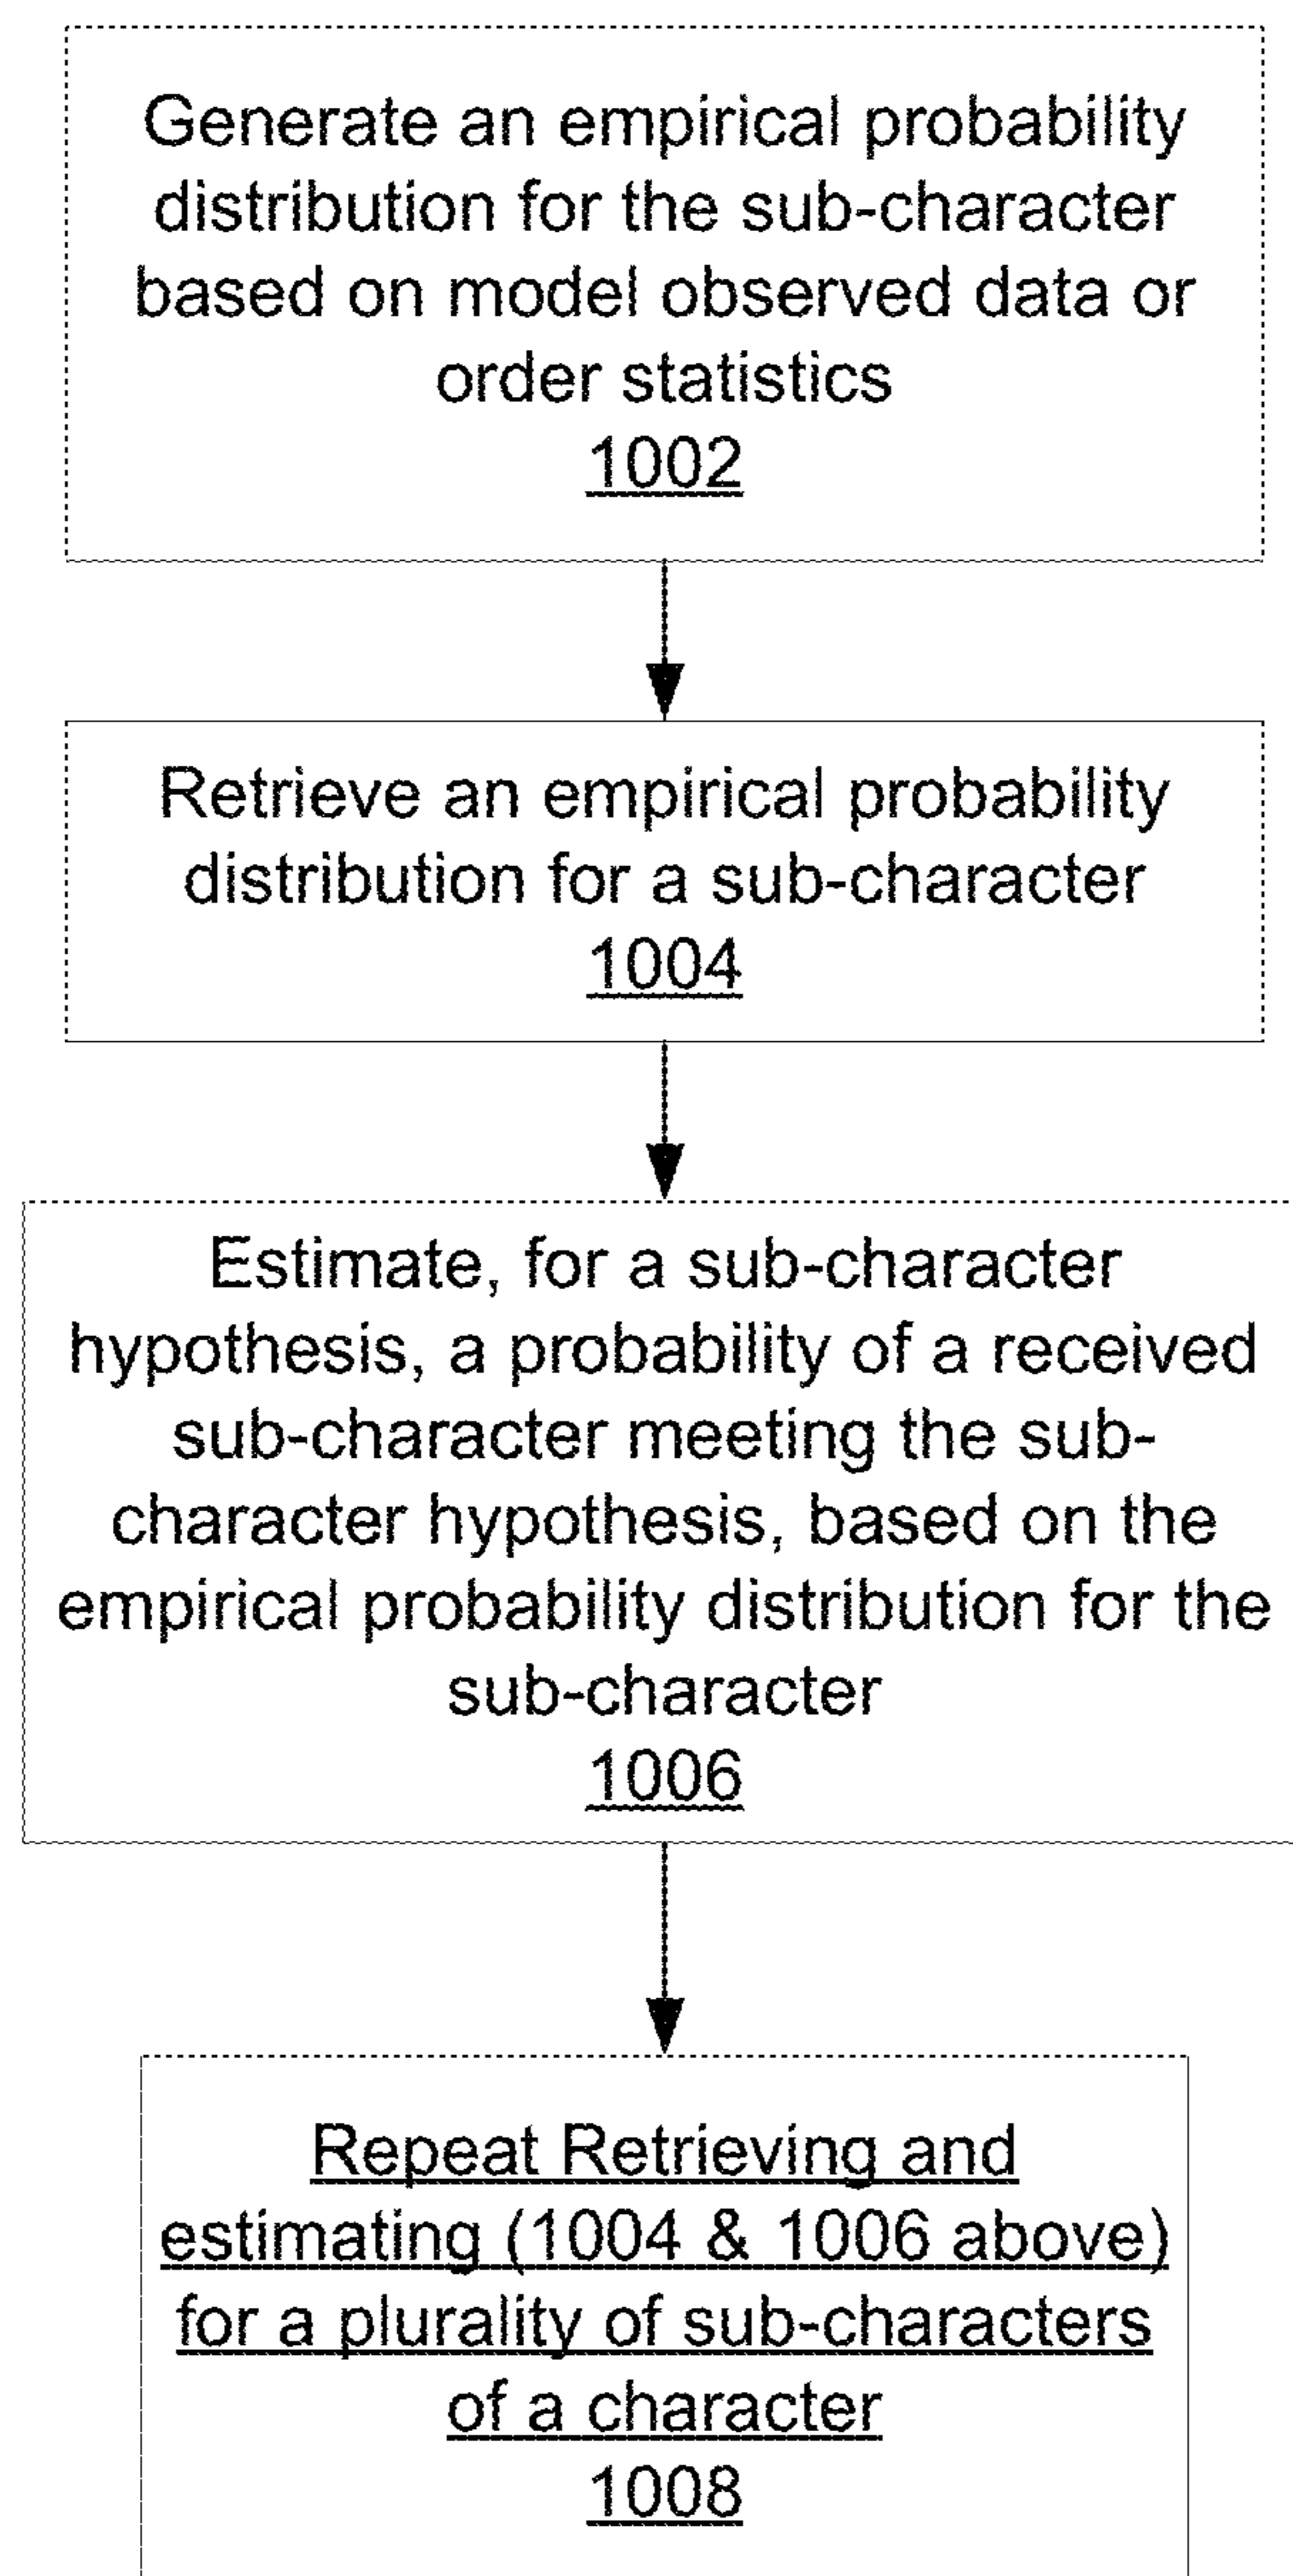 Generate an empirical probability
distribution for the sub-character
based on model observed data or
order statistics
1002
Retrieve an empirical probability
distribution for a sub-character
1004
Estimate, for a sub-character
hypothesis, a probability of a received
sub-character meeting the sub-
character hypothesis, based on the
empirical probability distribution for the
sub-character
1006
Repeat Retrieving and
estimating (1004 & 1006 above)
for a plurality of sub-characters
of a character
1008